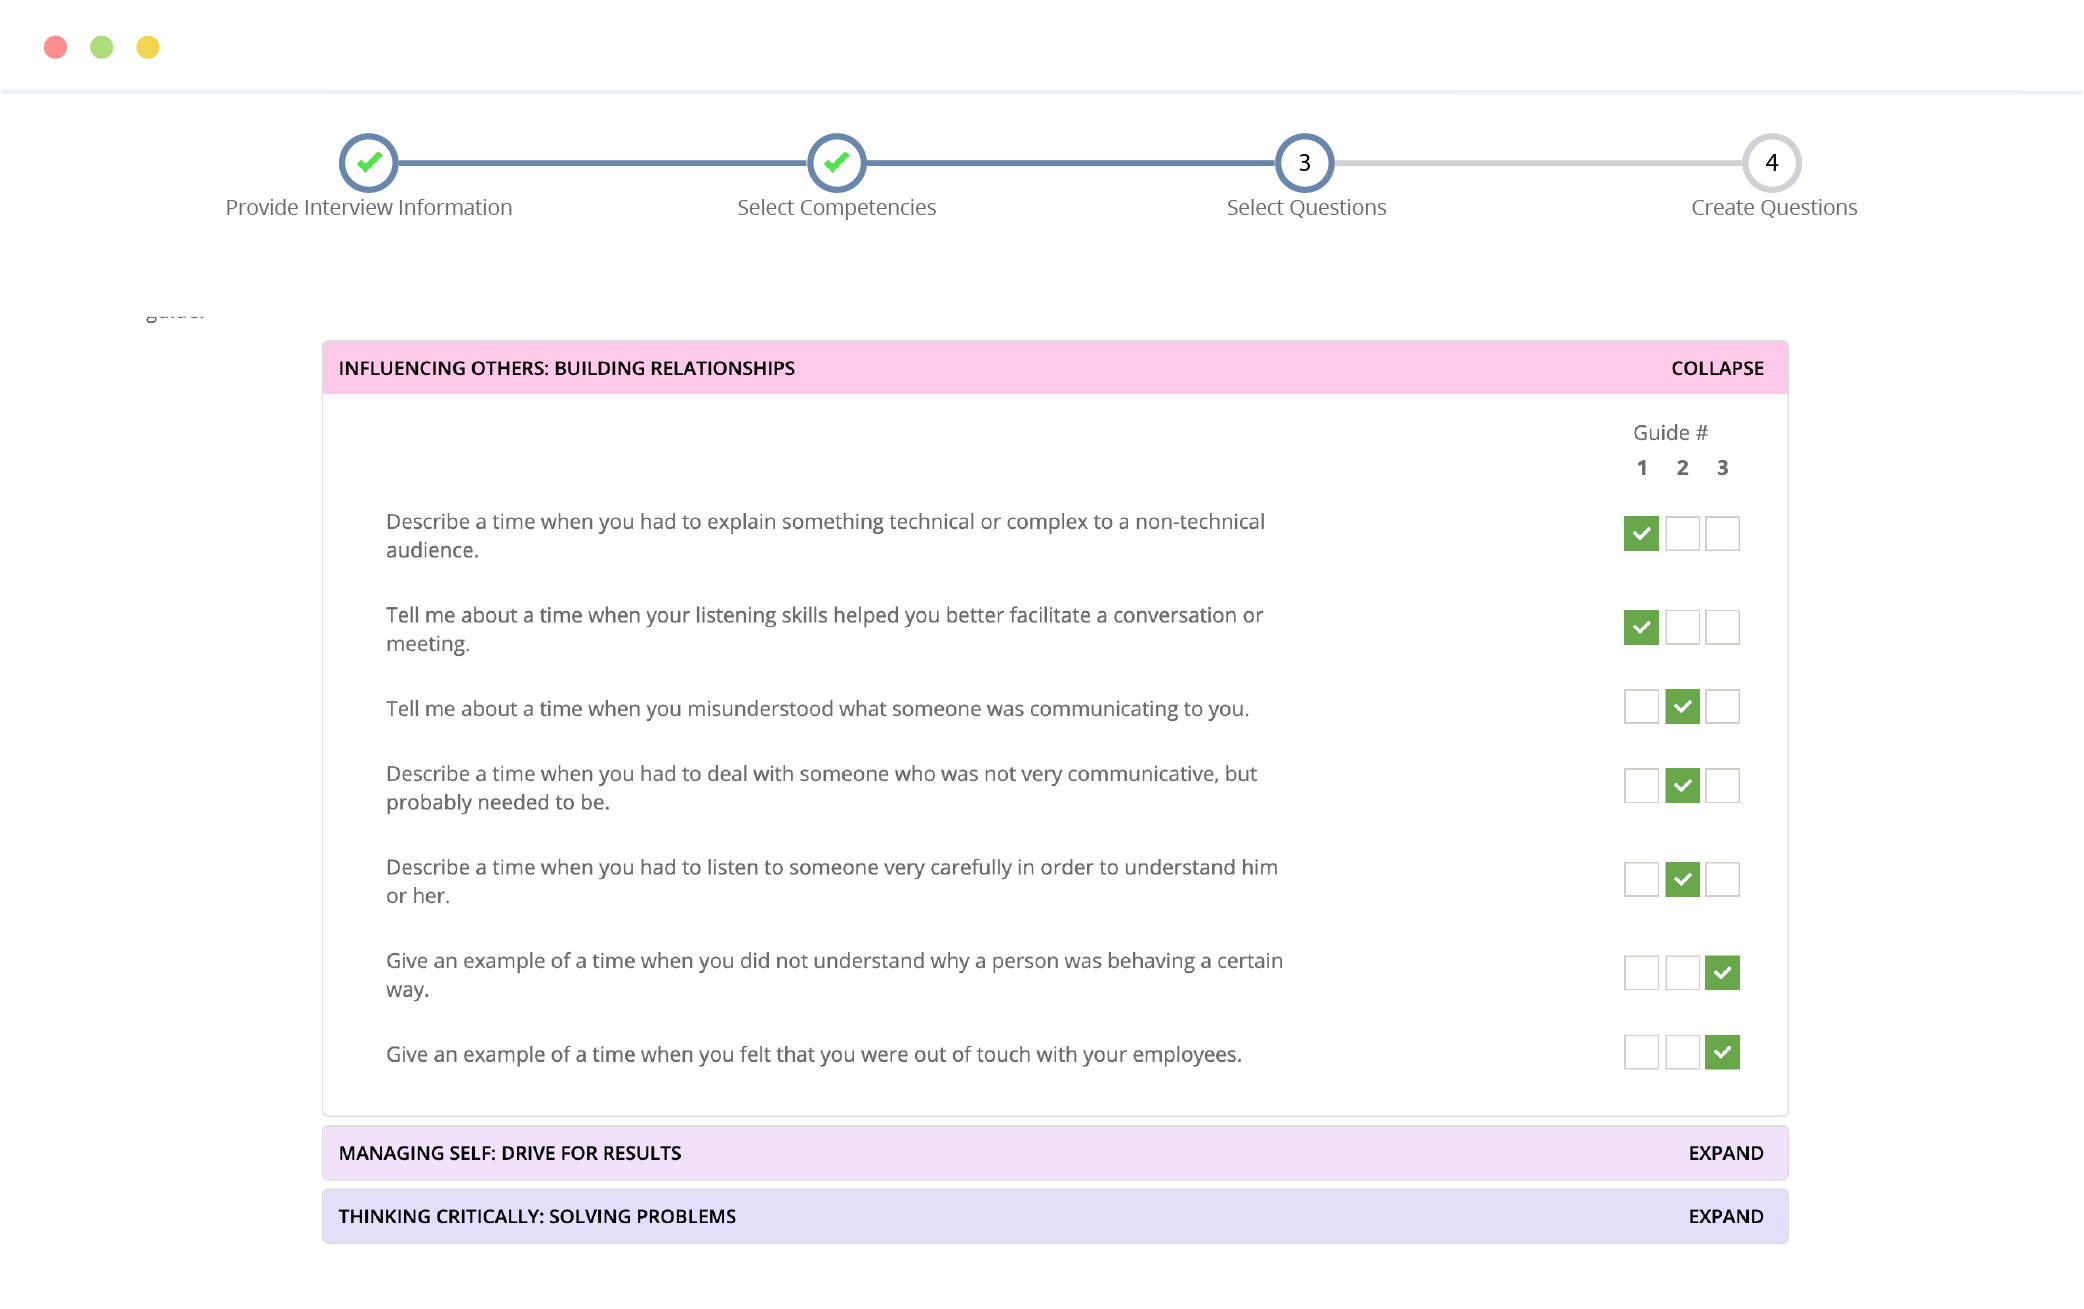 3
4
Provide Interview Information
Select Competencies
Select Questions
Create Questions
INFLUENCING OTHERS: BUILDING RELATIONSHIPS
COLLAPSE
Guide #
1 2 3
Describe a time when you had to explain something technical or complex to a non-technical
audience.
Tell me about a time when your listening skills helped you better facilitate a conversation or
meeting.
Tell me about a time when you misunderstood what someone was communicating to you.
Describe a time when you had to deal with someone who was not very communicative, but
probably needed to be.
Describe a time when you had to listen to someone very carefully in order to understand him
or her.
Give an example of a time when you did not understand why a person was behaving a certain
way.
Give an example of a time when you felt that you were out of touch with your employees.
MANAGING SELF: DRIVE FOR RESULTS
EXPAND
THINKING CRITICALLY: SOLVING PROBLEMS
EXPAND